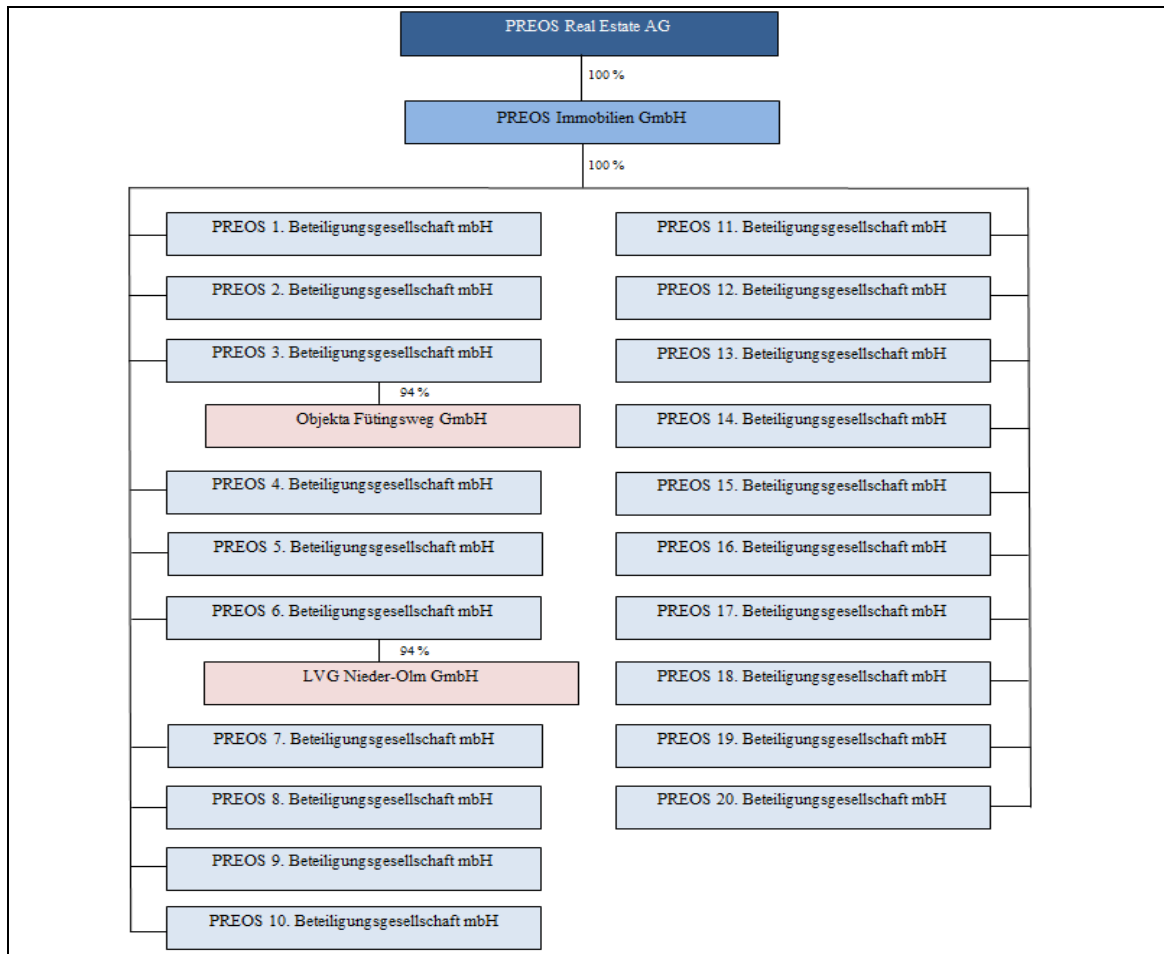 PREOS Real Estate AG
100 %
PREOS Immobilien GmbH
100 %
PREOS 1. Beteiligungsgesellschaft mbH
PREOS 2. Beteiligungsgesellschaft mbH
PREOS 3. Beteiligungsgesellschaft mbH
94 %
Objekta Fütingsweg GmbH
PREOS 4. Beteiligungsgesellschaft mbH
PREOS 5. Beteiligungsgesellschaft mbH
PREOS 6. Beteiligungsgesellschaft mbH
94 %
LVG Nieder-Olm GmbH
PREOS 7. Beteiligungsgesellschaft mbH
PREOS 8. Beteiligungsgesellschaft mbH
PREOS 9. Beteiligungsgesellschaft mbH
PREOS 10. Beteiligungsgesellschaft mbH
PREOS 11. Beteiligungsgesellschaft mbH
PREOS 12. Beteiligungsgesellschaft mbH
PREOS 13. Beteiligungsgesellschaft mbH
PREOS 14. Beteiligungsgesellschaft mbH
PREOS 15. Beteiligungsgesellschaft mbH
PREOS 16. Beteiligungsgesellschaft mbH
PREOS 17. Beteiligungsgesellschaft mbH
PREOS 18. Beteiligungsgesellschaft mbH
PREOS 19. Beteiligungsgesellschaft mbH
PREOS 20. Beteiligungsgesellschaft mbH